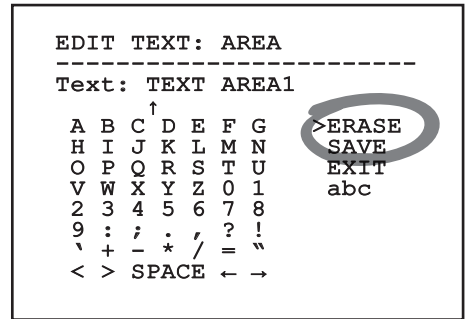 EDIT TEXT: AREA
--------------------------
Text: TEXT AREA1
↑
A B C D E F G >ERASE
H I J K L M N SAVE
O P Q R S T U EXIT
V W X Y Z 0 1 abc
2 3 4 5 6 7 8
9 : ; . , ? !
‵ + - * / = ‶
< > SPACE ← →